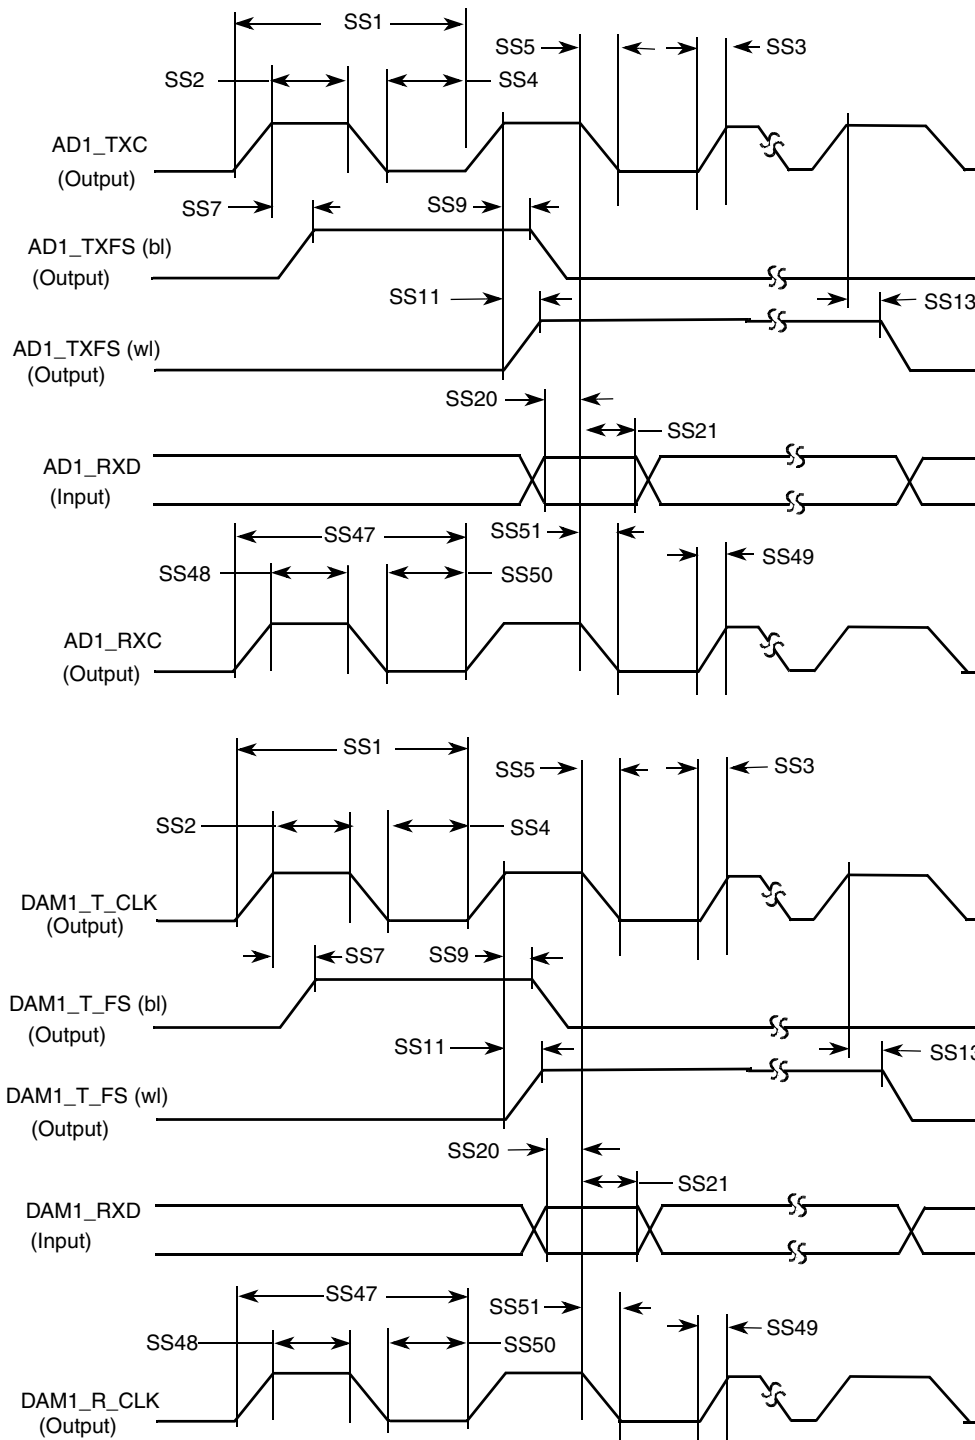 SS1
SS5
SS3
SS2
SS4
AD1_TXC
(Output)
SS7
SS9
AD1_TXFS (bl)
(Output)
SS11
SS13
AD1_TXFS (wl)
(Output)
SS20
SS21
AD1_RXD
(Input)
SS47
SS51
SS49
SS48
SS50
AD1_RXC
(Output)
SS1
SS5
SS3
SS2
SS4
DAM1_T_CLK
(Output)
SS7
SS9
DAM1_T_FS (bl)
(Output)
SS11
SS13
DAM1_T_FS (wl)
(Output)
SS20
SS21
DAM1_RXD
(Input)
SS47
SS51
SS49
SS48
SS50
DAM1_R_CLK
(Output)